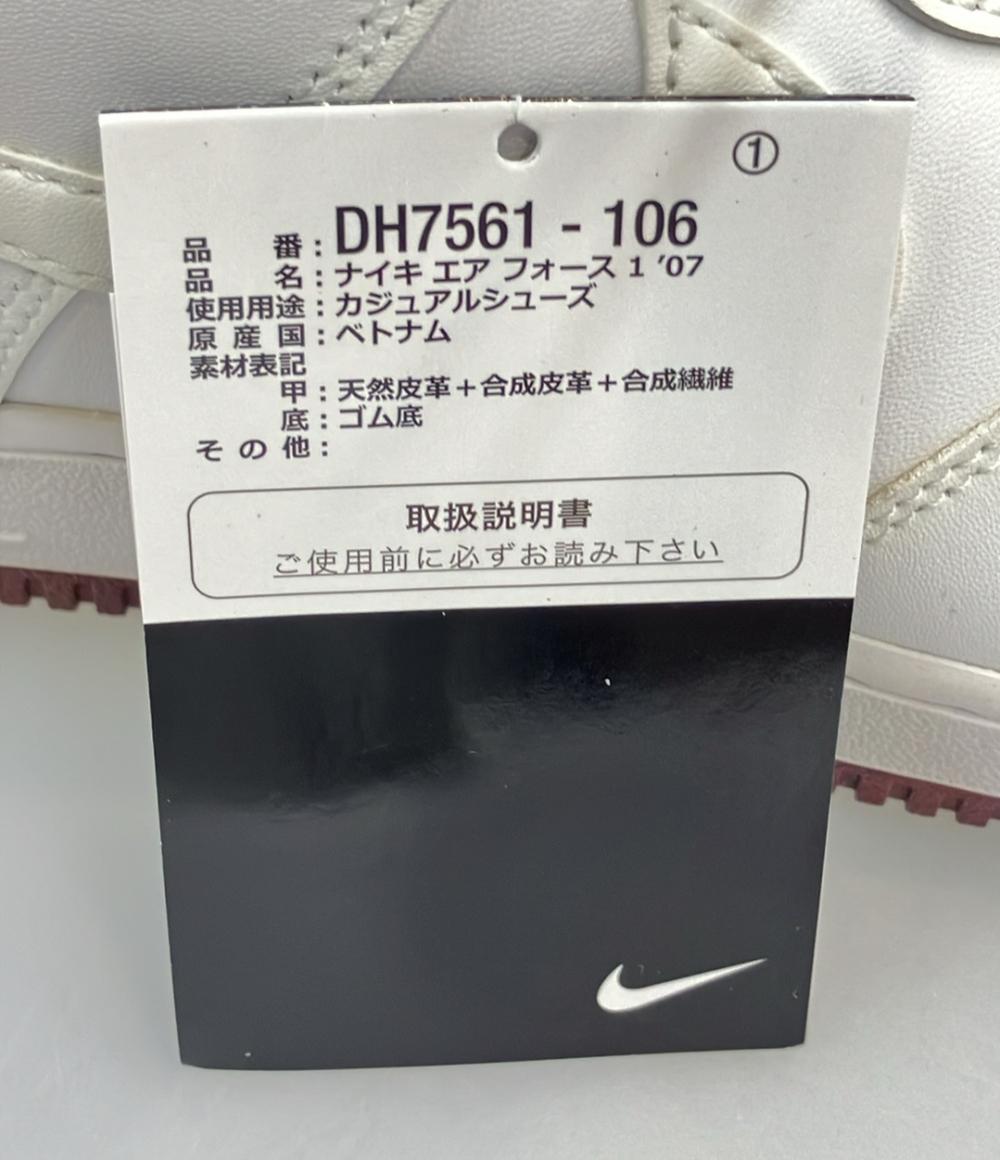 ①
品番：DH7561 - 106
品名：ナイキ エア フォース 1 '07
使用用途：カジュアルシューズ
原産国：ベトナム
素材表記
甲：天然皮革＋合成皮革＋合成繊維
底：ゴム底
その他：
取扱説明書
ご使用前に必ずお読み下さい